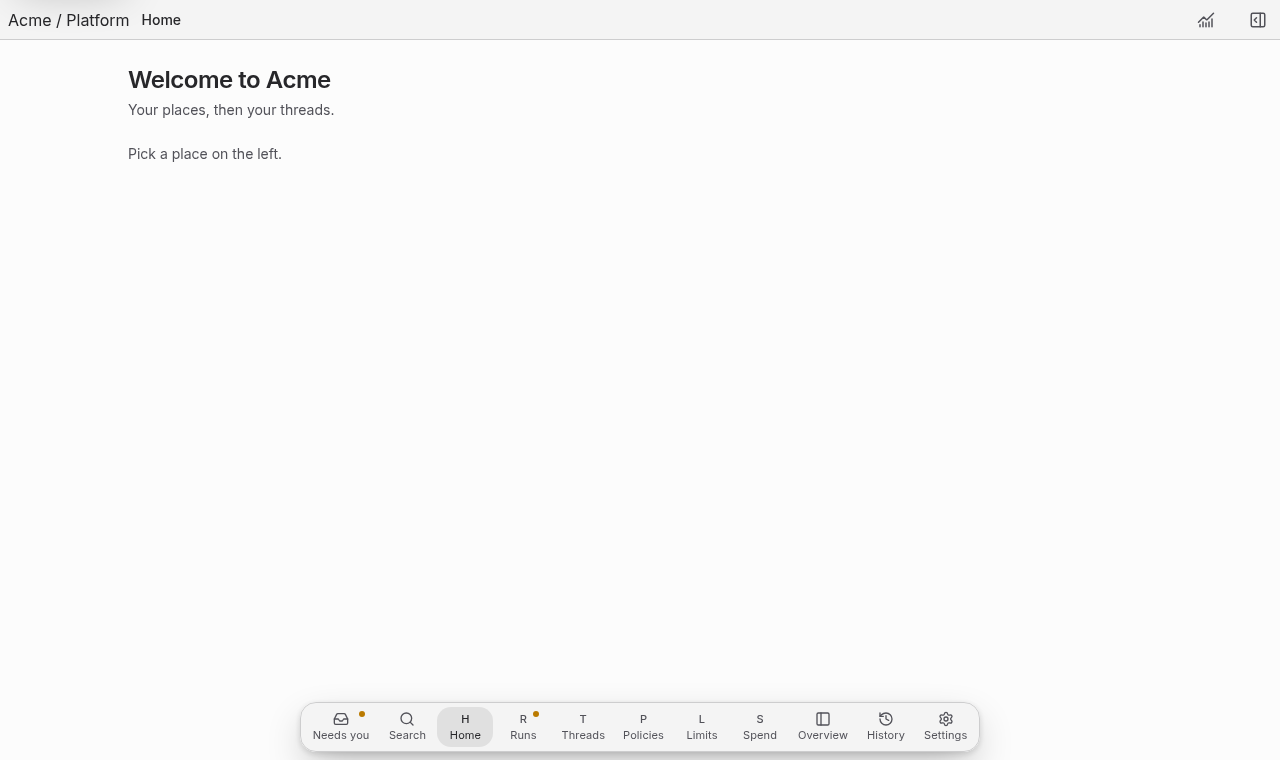 Acme / Platform Home
Welcome to Acme
Your places, then your threads.
Pick a place on the left.
H R T P L S
Needs you Search Home Runs Threads Policies Limits Spend Overview History Settings